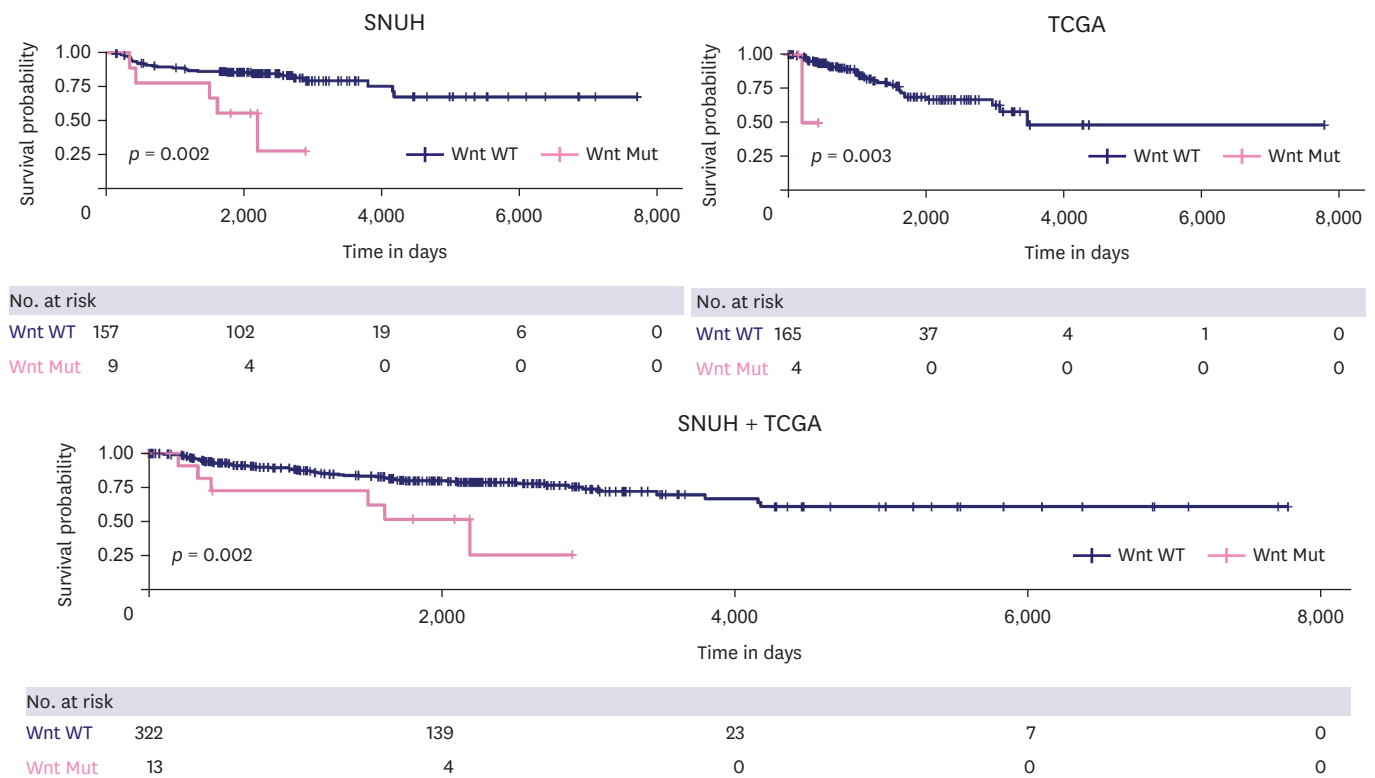 SNUH
Survival probability
1.00
0.75
0.50
0.25
0
p = 0.002
Wnt WT Wnt Mut
2,000 4,000 6,000 8,000
Time in days
No. at risk
Wnt WT 157 102 19 6 0
Wnt Mut 9 4 0 0 0
TCGA
Survival probability
1.00
0.75
0.50
0.25
0
p = 0.003
Wnt WT Wnt Mut
2,000 4,000 6,000 8,000
Time in days
No. at risk
Wnt WT 165 37 4 1 0
Wnt Mut 4 0 0 0 0
SNUH + TCGA
Survival probability
1.00
0.75
0.50
0.25
0
p = 0.002
Wnt WT Wnt Mut
2,000 4,000 6,000 8,000
Time in days
No. at risk
Wnt WT 322 139 23 7 0
Wnt Mut 13 4 0 0 0